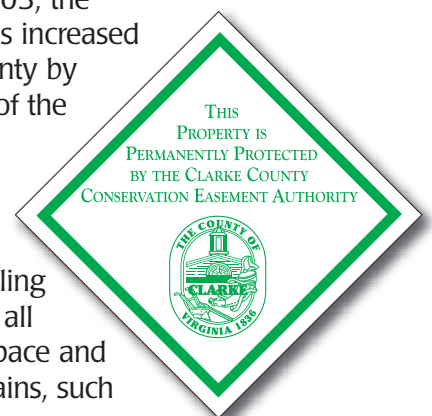 03, the
s increased
nty by
of the
THIS
PROPERTY IS
PERMANENTLY PROTECTED
BY THE CLARKE COUNTY
CONSERVATION EASEMENT AUTHORITY
THE COUNTY OF
CLARKE
VIRGINIA 1836
ling
all
pace and
ains, such